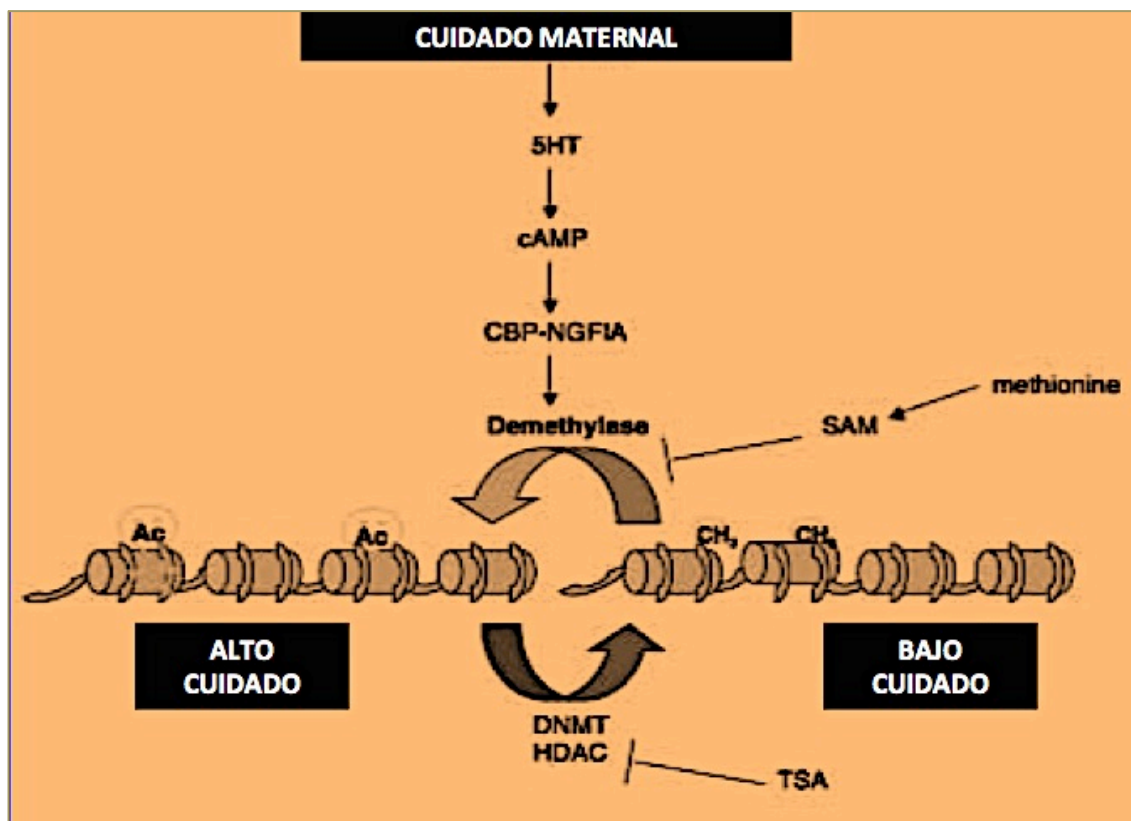 CUIDADO MATERNAL
5HT
cAMP
CBP-NGFIA
methionine
Demethylase
SAM
Ac
Ac
CH₃
CH₃
ALTO
CUIDADO
BAJO
CUIDADO
DNMT
HDAC
TSA